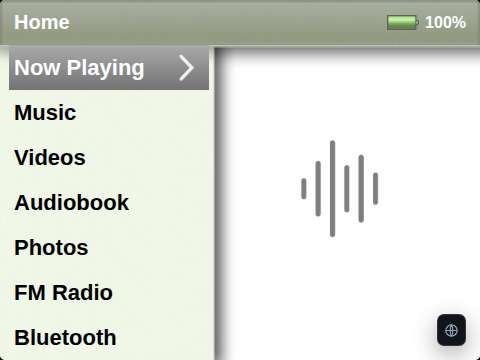 Home
100%
Now Playing
Music
Videos
Audiobook
Photos
FM Radio
Bluetooth